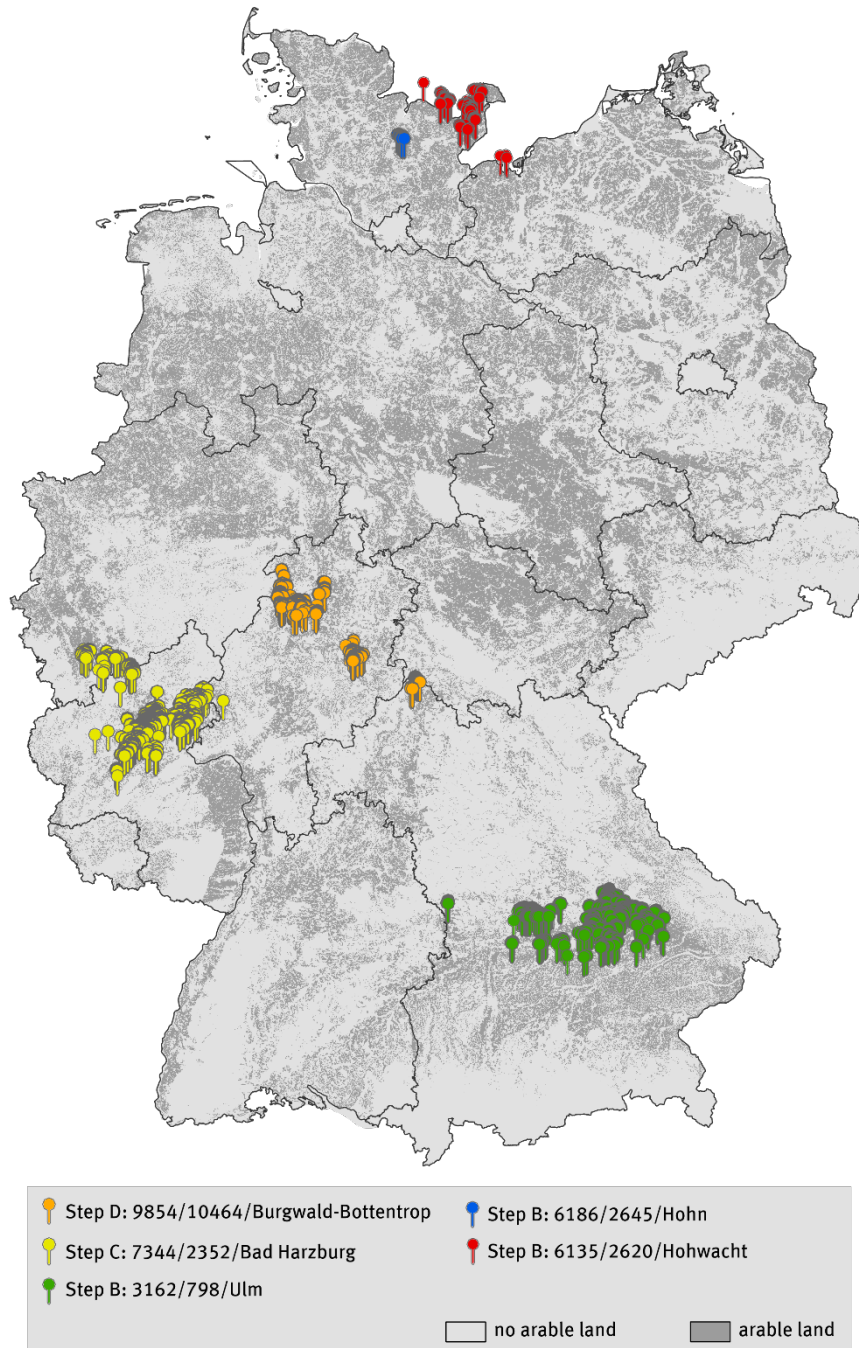 Step D: 9854/10464/Burgwald-Bottentrop
Step C: 7344/2352/Bad Harzburg
Step B: 3162/798/Ulm
Step B: 6186/2645/Hohn
Step B: 6135/2620/Hohwacht
no arable land
arable land